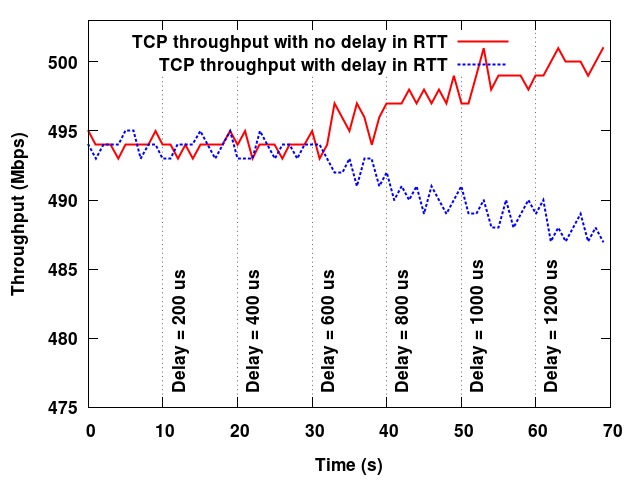 TCP throughput with no delay in RTT
TCP throughput with delay in RTT
Throughput (Mbps)
500
495
490
485
480
475
Delay = 200 us
Delay = 400 us
Delay = 600 us
Delay = 800 us
Delay = 1000 us
Delay = 1200 us
0 10 20 30 40 50 60 70
Time (s)